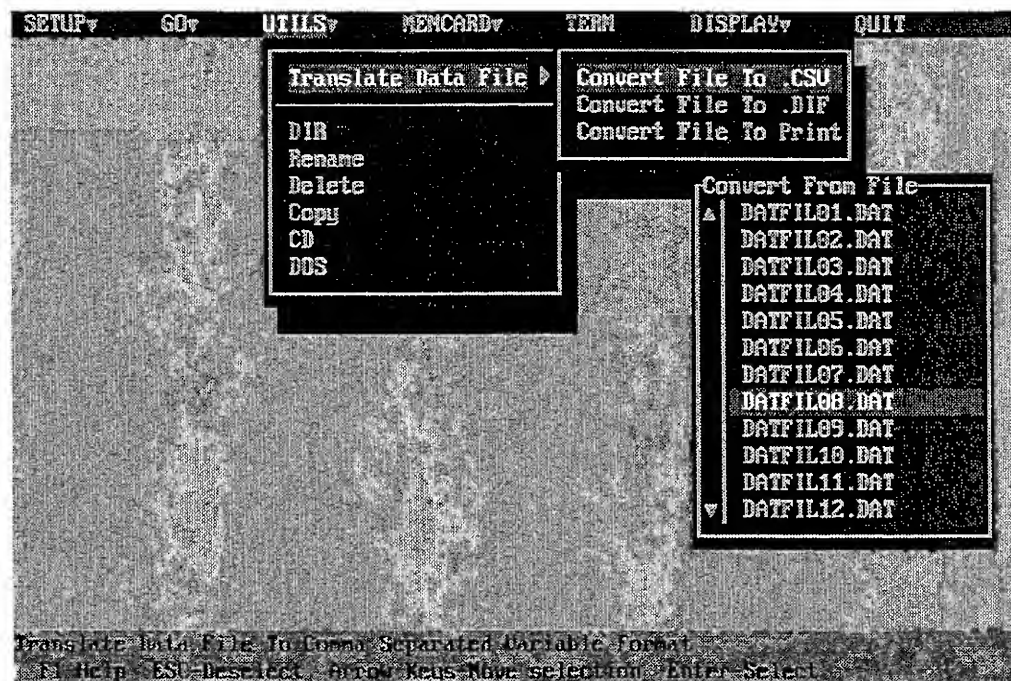 SETUP▼ GO▼ UTILS▼ MEMCARD▼ TERM DISPLAY▼ QUIT
Translate Data File ▶
DIR
Rename
Delete
Copy
CD
DOS
Convert File To .CSV
Convert File To .DIF
Convert File To Print
Convert From File
DATFIL01.DAT
DATFIL02.DAT
DATFIL03.DAT
DATFIL04.DAT
DATFIL05.DAT
DATFIL06.DAT
DATFIL07.DAT
DATFIL08.DAT
DATFIL09.DAT
DATFIL10.DAT
DATFIL11.DAT
DATFIL12.DAT
Translate Data File To Comma Separated Variable format
F1-Help ESC-Deselect Arrow Keys-Move selection Enter-Select